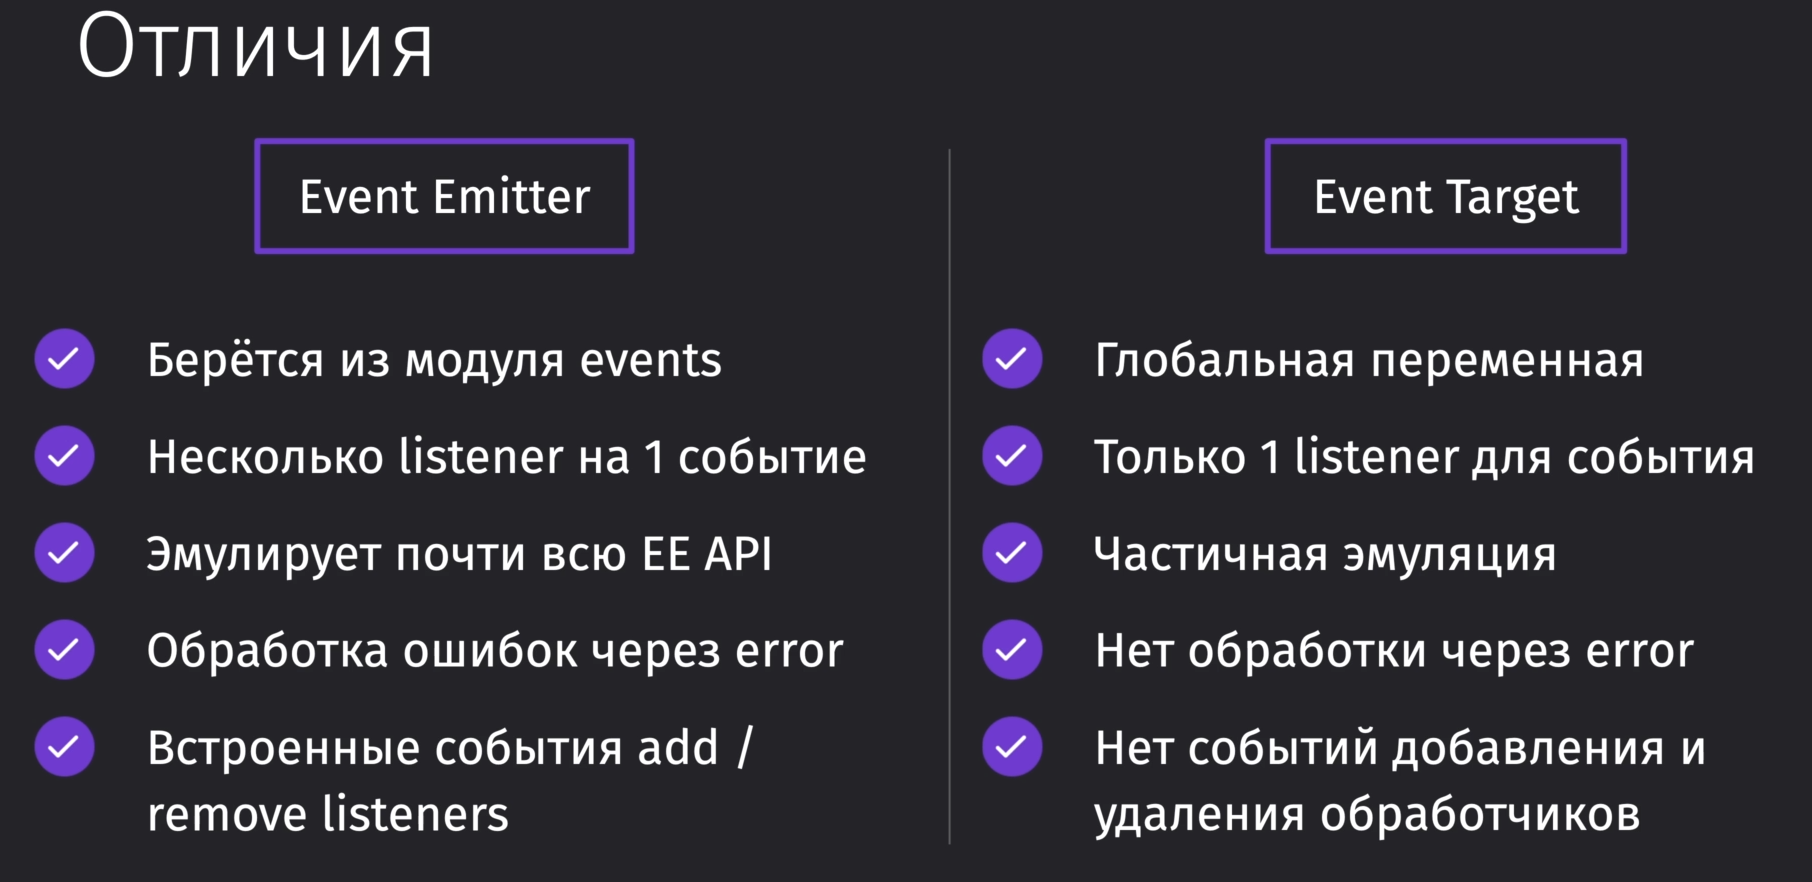 Отличия
Event Emitter
Берётся из модуля events
Несколько listener на 1 событие
Эмулирует почти всю EE API
Обработка ошибок через error
Встроенные события add /
remove listeners
Event Target
Глобальная переменная
Только 1 listener для события
Частичная эмуляция
Нет обработки через error
Нет событий добавления и
удаления обработчиков